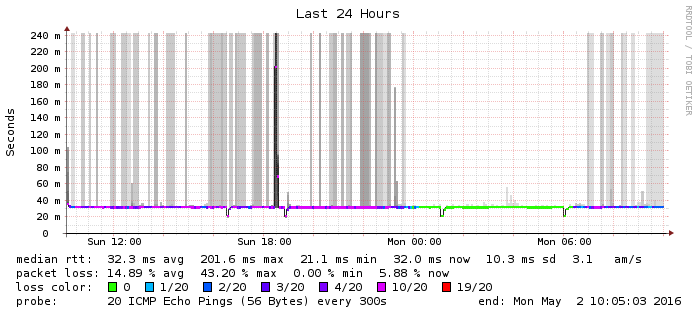 Last 24 Hours
RRDTOOL / TOBI OETIKER
Seconds
240 m
220 m
200 m
180 m
160 m
140 m
120 m
100 m
80 m
60 m
40 m
20 m
0
Sun 12:00 Sun 18:00 Mon 00:00 Mon 06:00
median rtt: 32.3 ms avg 201.6 ms max 21.1 ms min 32.0 ms now 10.3 ms sd 3.1 am/s
packet loss: 14.89 % avg 43.20 % max 0.00 % min 5.88 % now
loss color: 0 1/20 2/20 3/20 4/20 10/20 19/20
probe: 20 ICMP Echo Pings (56 Bytes) every 300s end: Mon May 2 10:05:03 2016